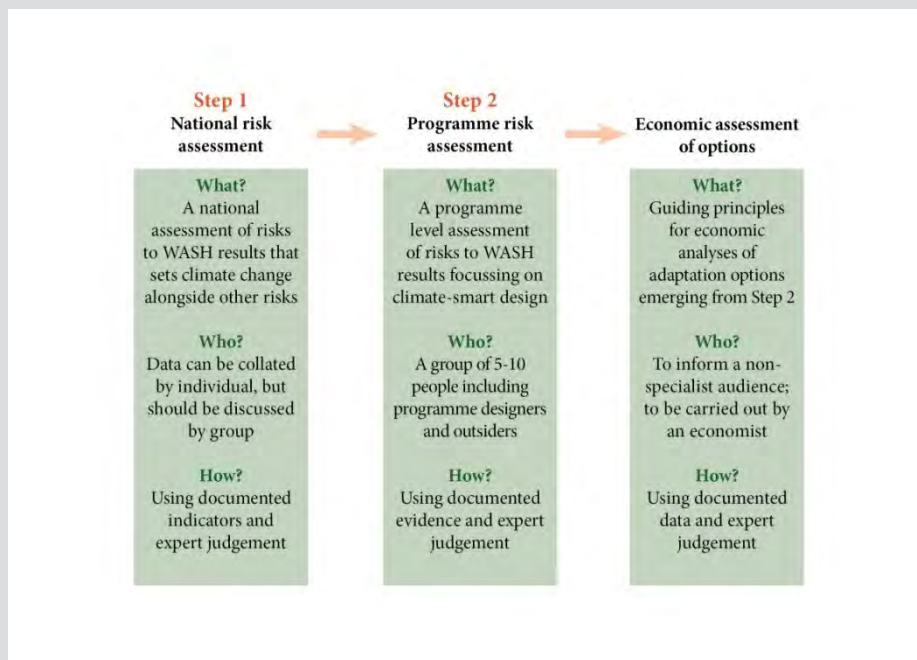 Step 1
National risk
assessment
What?
A national
assessment of risks
to WASH results that
sets climate change
alongside other risks
Who?
Data can be collated
by individual, but
should be discussed
by group
How?
Using documented
indicators and
expert judgement
Step 2
Programme risk
assessment
What?
A programme
level assessment
of risks to WASH
results focussing on
climate-smart design
Who?
A group of 5-10
people including
programme designers
and outsiders
How?
Using documented
evidence and expert
judgement
Economic assessment
of options
What?
Guiding principles
for economic
analyses of
adaptation options
emerging from Step 2
Who?
To inform a non-
specialist audience;
to be carried out by
an economist
How?
Using documented
data and expert
judgement